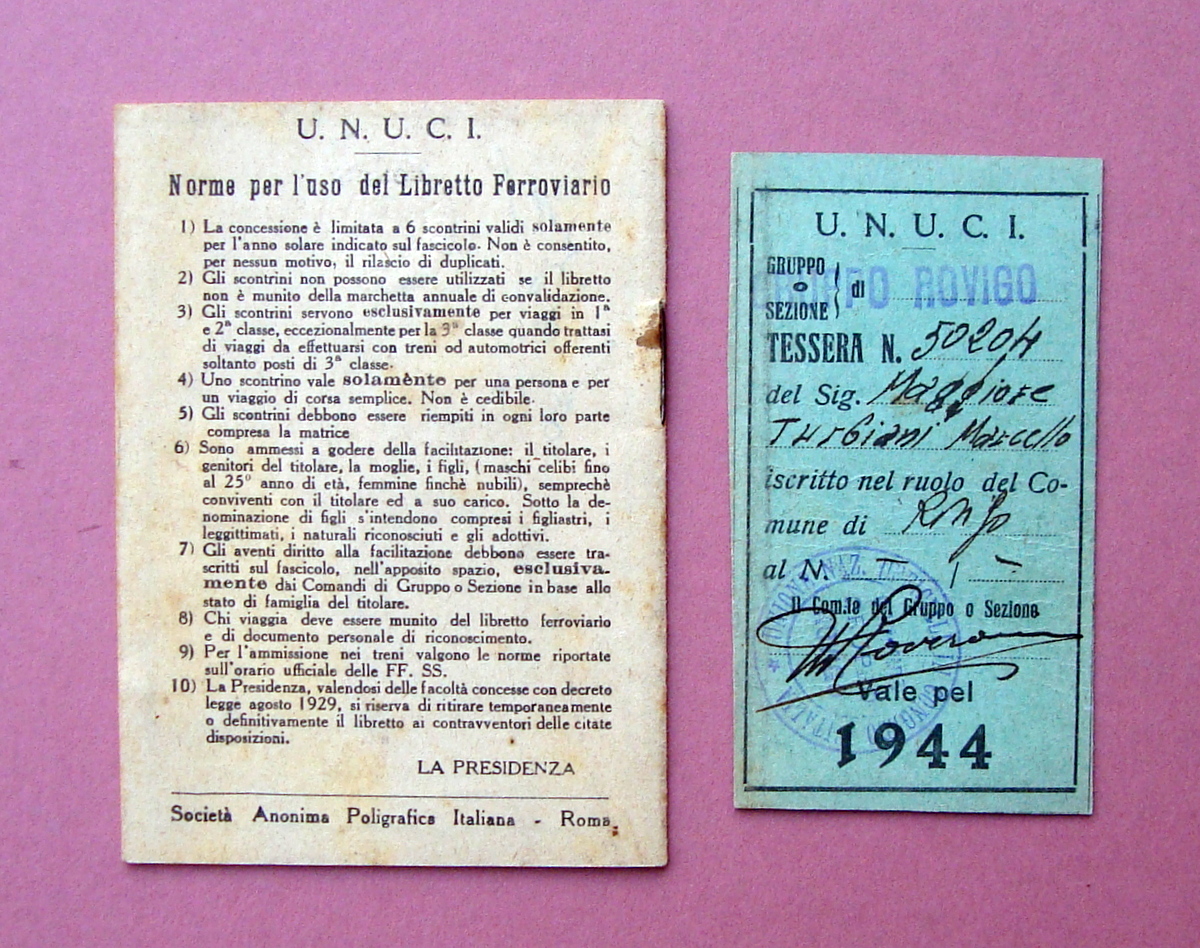 U. N. U. C. I.
Norme per l'uso del Libretto Ferroviario
1) La concessione è limitata a 6 scontrini validi solamente
per l'anno solare indicato sul fascicolo. Non è consentito,
per nessun motivo, il rilascio di duplicati.
2) Gli scontrini non possono essere utilizzati se il libretto
non è munito della marchetta annuale di convalidazione.
3) Gli scontrini servono esclusivamente per viaggi in 1ª
e 2ª classe, eccezionalmente per la 3ª classe quando trattasi
di viaggi da effettuarsi con treni od automotrici offerenti
soltanto posti di 3ª classe.
4) Uno scontrino vale solamènte per una persona e per
un viaggio di corsa semplice. Non è cedibile.
5) Gli scontrini debbono essere riempiti in ogni loro parte
compresa la matrice
6) Sono ammessi a godere della facilitazione: il titolare, i
genitori del titolare, la moglie, i figli, (maschi celibi fino
al 25º anno di età, femmine finchè nubili), semprechè
conviventi con il titolare ed a suo carico. Sotto la de-
nominazione di figli s'intendono compresi i figliastri, i
leggittimati, i naturali riconosciuti e gli adottivi.
7) Gli aventi diritto alla facilitazione debbono essere tra-
scritti sul fascicolo, nell'apposito spazio, esclusiva-
mente dai Comandi di Gruppo o Sezione in base allo
stato di famiglia del titolare.
8) Chi viaggia deve essere munito del libretto ferroviario
e di documento personale di riconoscimento.
9) Per l'ammissione nei treni valgono le norme riportate
sull'orario ufficiale delle FF. SS.
10) La Presidenza, valendosi delle facoltà concesse con decreto
legge agosto 1929, si riserva di ritirare temporaneamente
o definitivamente il libretto ai contravventori delle citate
disposizioni.
LA PRESIDENZA
Società Anonima Poligrafica Italiana - Roma.
U. N. U. C. I.
GRUPPO
o
SEZIONE
di
GRUPPO ROVIGO
TESSERA N. 50204
del Sig. Maggiore
Turbiani Marcello
iscritto nel ruolo del Co-
mune di
al N.
Il Com.te del Gruppo o Sezione
Vale pel
1944